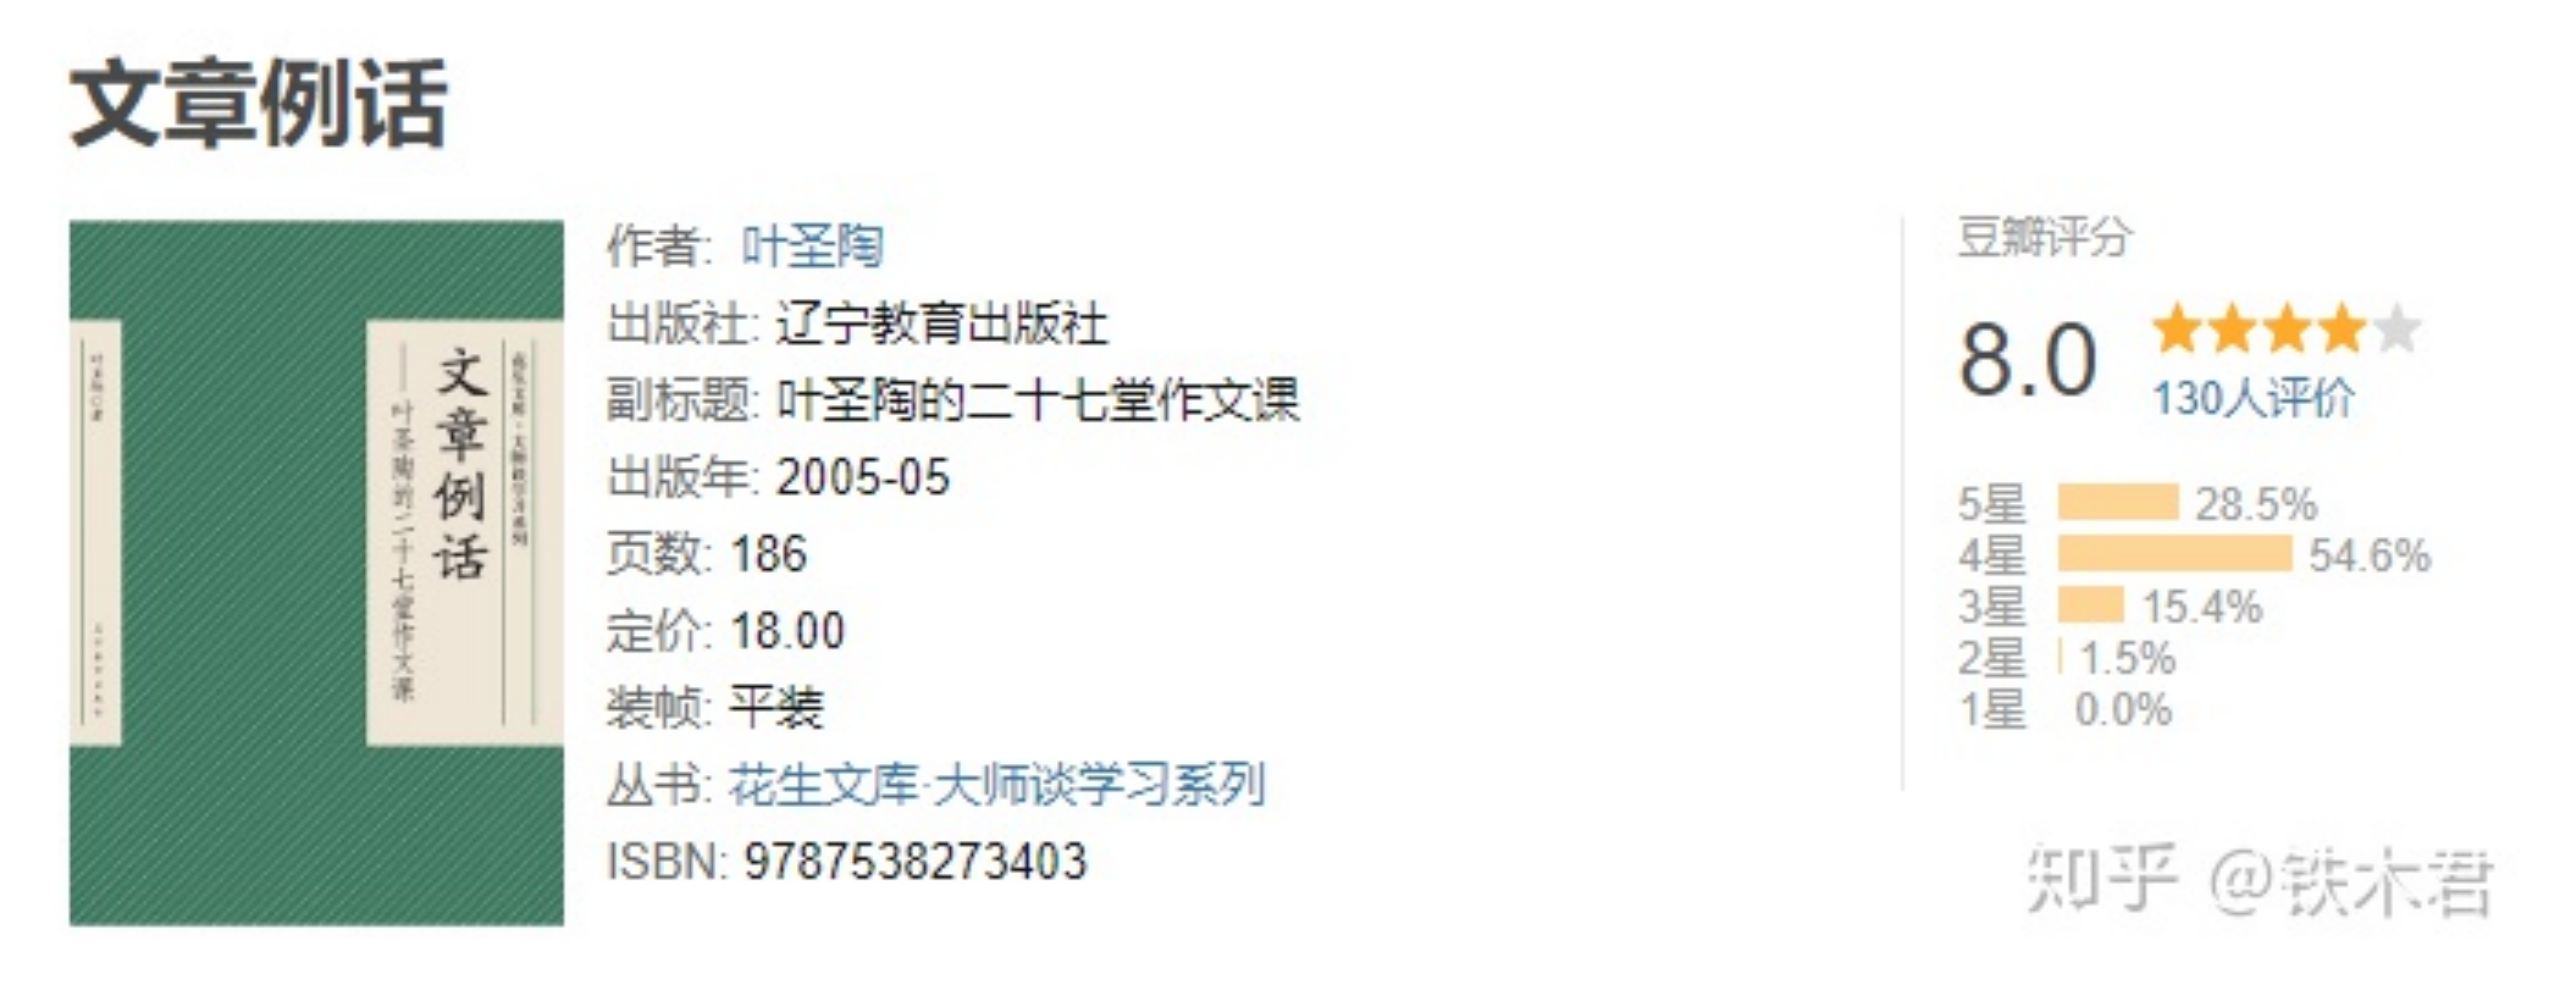 文章例话
花生文库·大师谈学习系列
文章例话
——叶圣陶的二十七堂作文课
叶圣陶◎著
作者: 叶圣陶
出版社: 辽宁教育出版社
副标题: 叶圣陶的二十七堂作文课
出版年: 2005-05
页数: 186
定价: 18.00
装帧: 平装
丛书: 花生文库·大师谈学习系列
ISBN: 9787538273403
豆瓣评分
8.0
130人评价
5星 28.5%
4星 54.6%
3星 15.4%
2星 1.5%
1星 0.0%
知乎 @铁木君